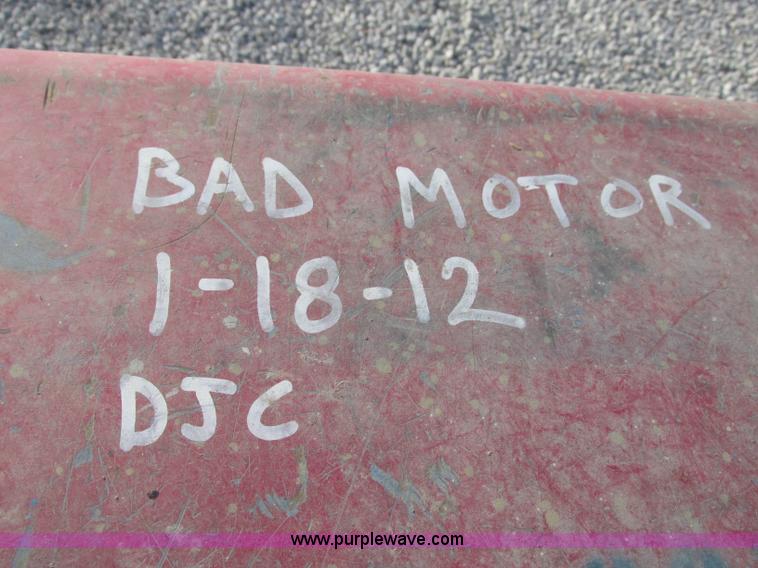 BAD MOTOR
1-18-12
DJC
www.purplewave.com